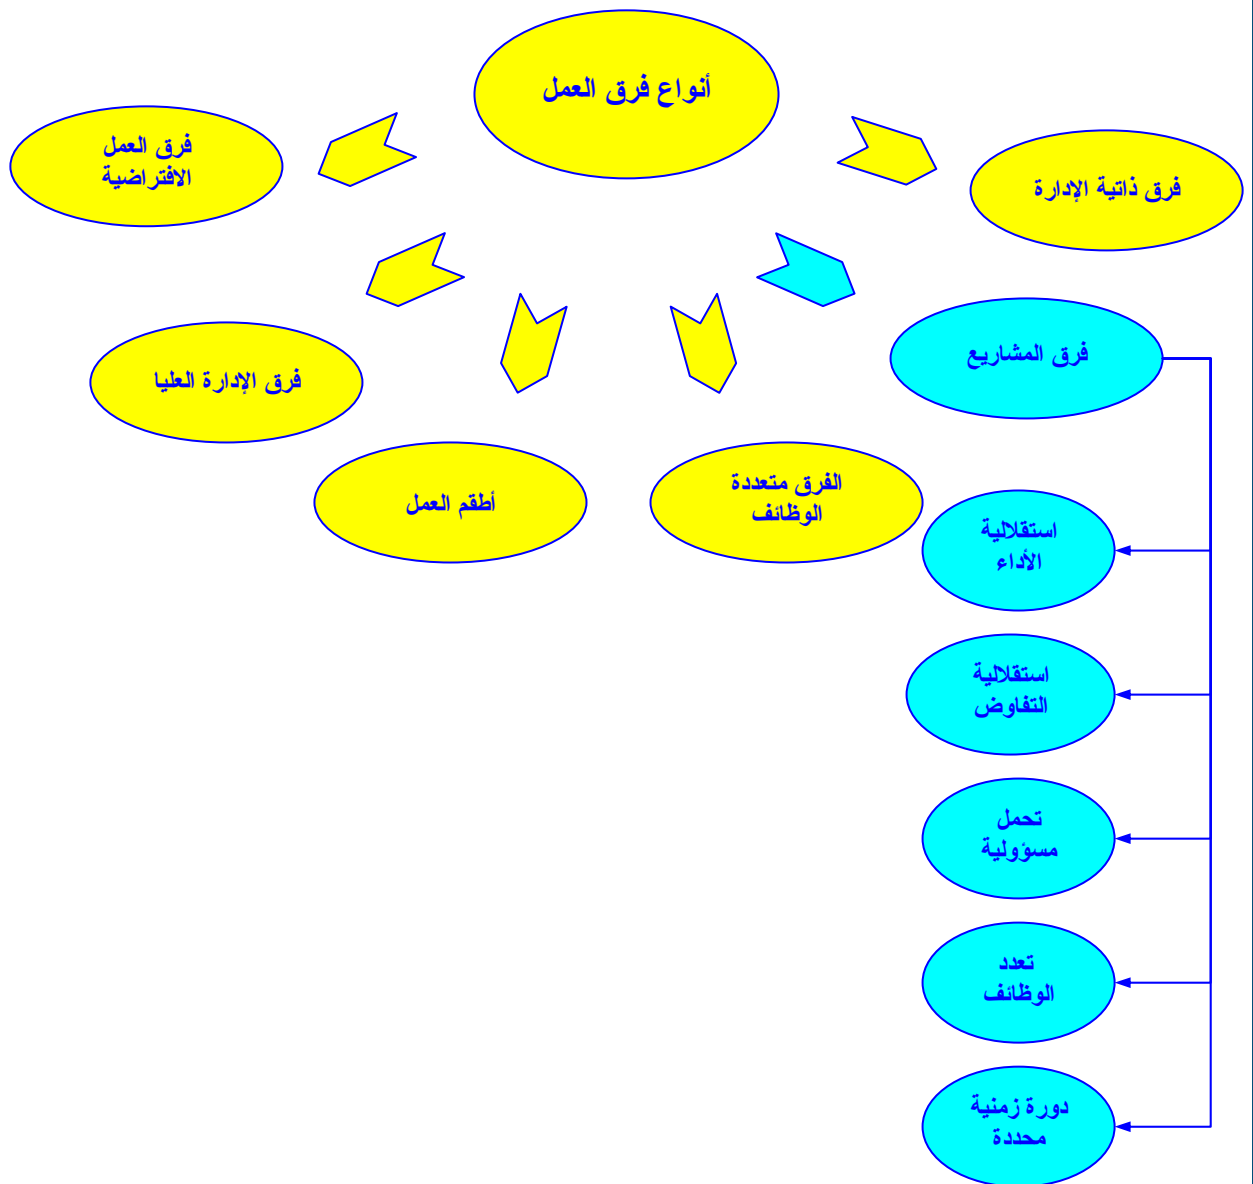 أنواع فرق العمل
فرق ذاتية الإدارة
فرق المشاريع
الفرق متعددة
الوظائف
أطقم العمل
فرق الإدارة العليا
فرق العمل
الافتراضية
استقلالية
الأداء
استقلالية
التفاوض
تحمل
مسؤولية
تعدد
الوظائف
دورة زمنية
محددة